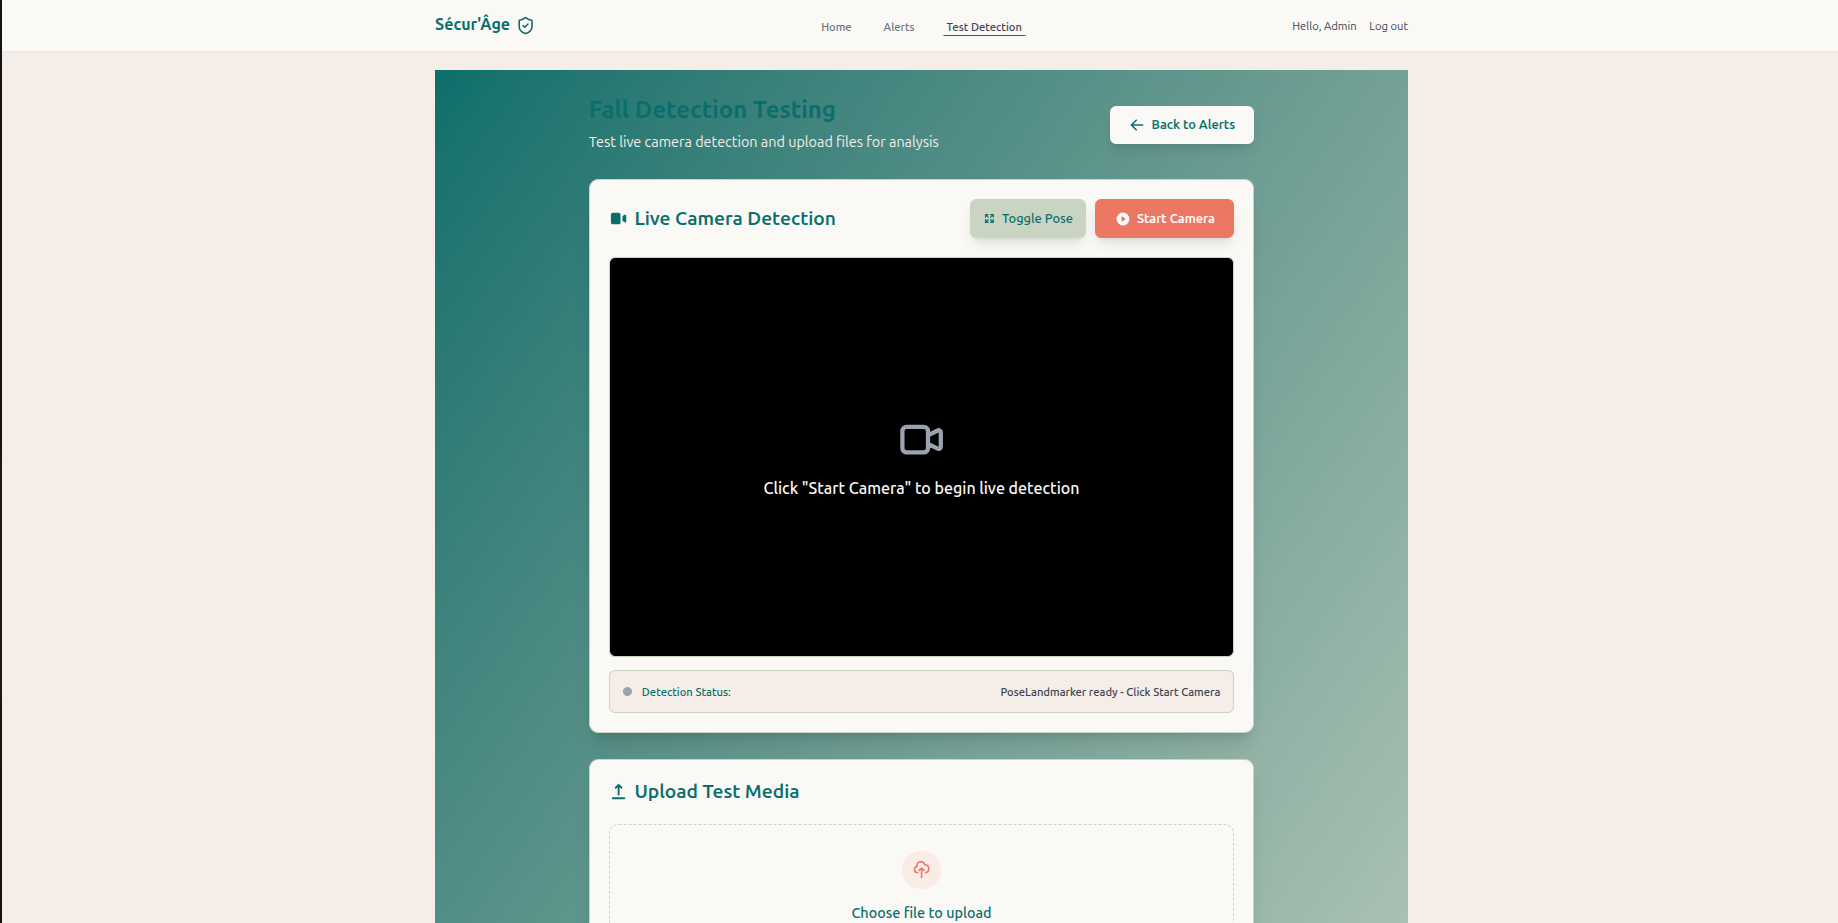 Sécur'Âge
Home
Alerts
Test Detection
Hello, Admin
Log out
Fall Detection Testing
Test live camera detection and upload files for analysis
Back to Alerts
Live Camera Detection
Toggle Pose
Start Camera
Click "Start Camera" to begin live detection
Detection Status:
PoseLandmarker ready - Click Start Camera
Upload Test Media
Choose file to upload